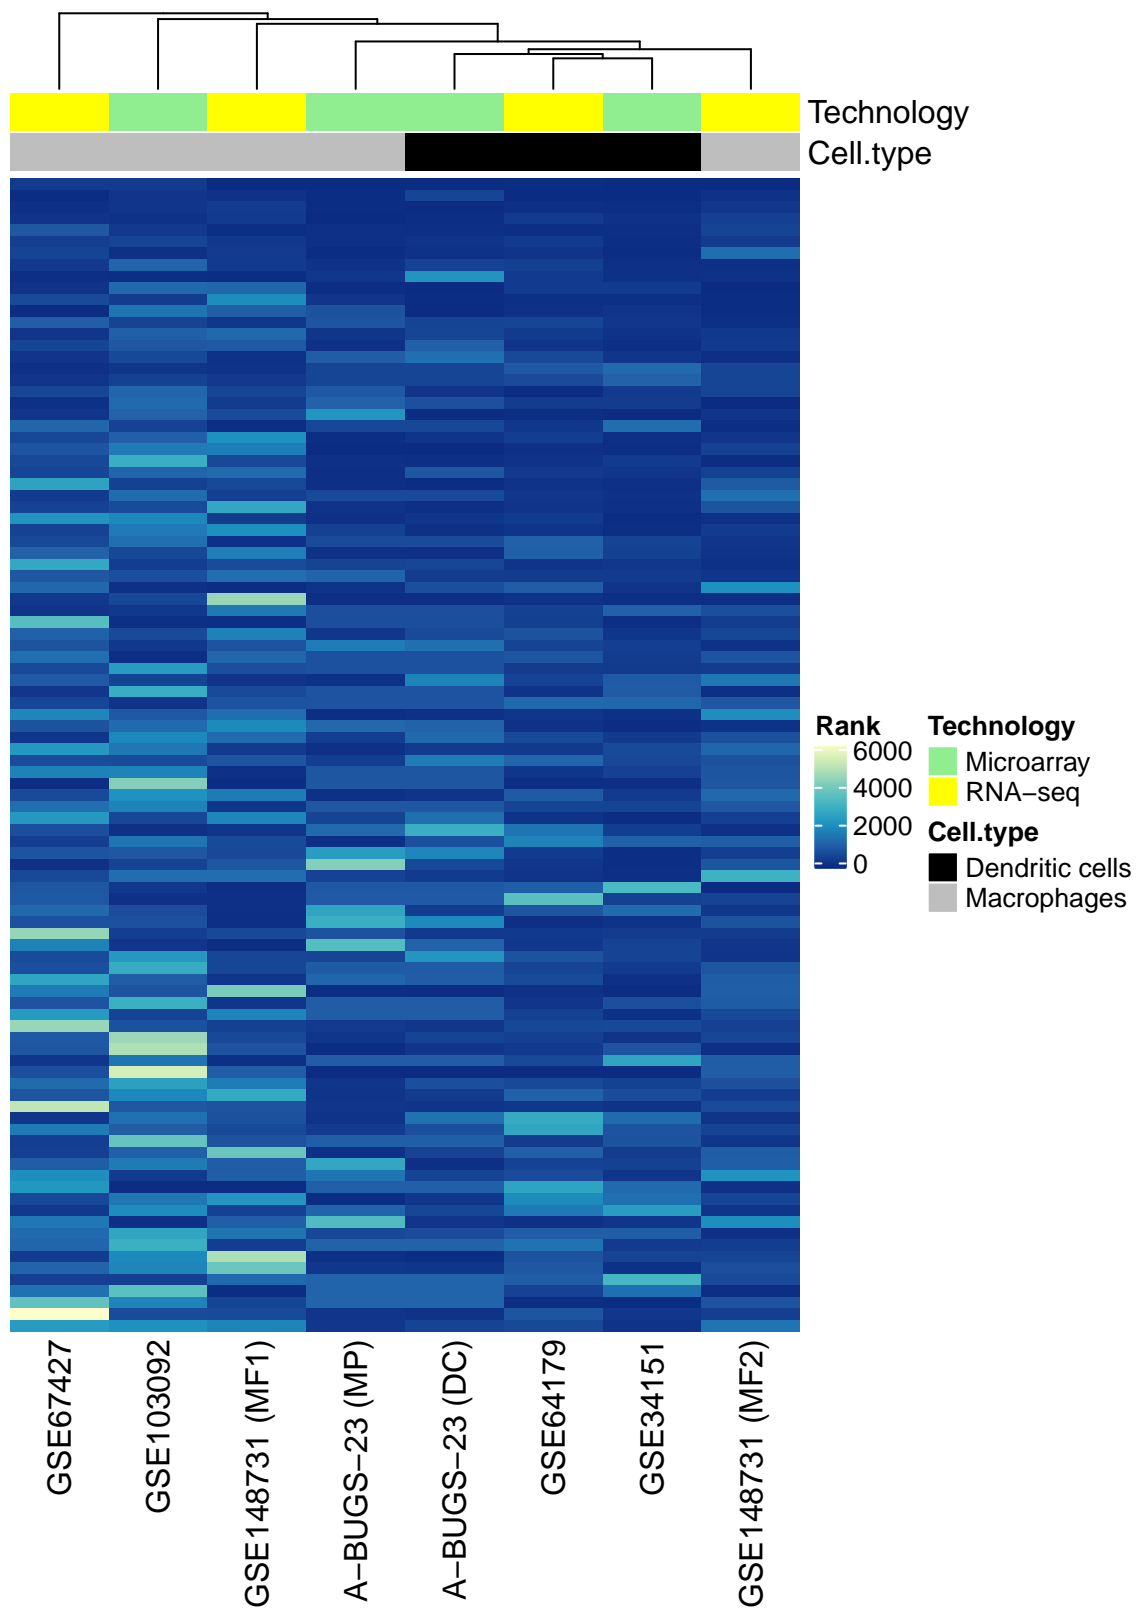 Technology
Cell.type
Rank
6000
4000
2000
0
Technology
Microarray
RNA−seq
Cell.type
Dendritic cells
Macrophages
GSE67427
GSE103092
GSE148731 (MF1)
A−BUGS−23 (MP)
A−BUGS−23 (DC)
GSE64179
GSE34151
GSE148731 (MF2)